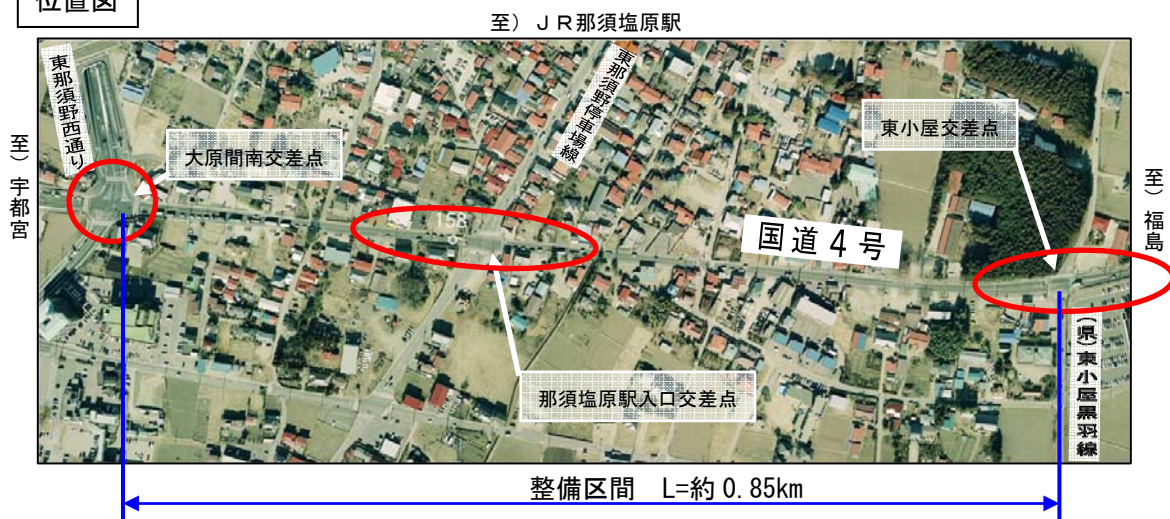 位置図
至）ＪＲ那須塩原駅
東那須野西通り
東那須野停車場線
大原間南交差点
東小屋交差点
至）宇都宮
至）福島
158
国道４号
那須塩原駅入口交差点
（県）東小屋黒羽線
整備区間　L=約 0.85km